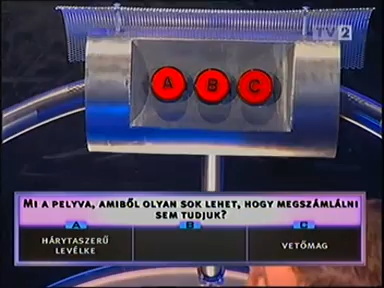 TV2
A B C
MI A PELYVA, AMIBŐL OLYAN SOK LEHET, HOGY MEGSZÁMLÁLNI
SEM TUDJUK?
A
HÁRYTASZERŰ
LEVÉLKE
B
C
VETŐMAG